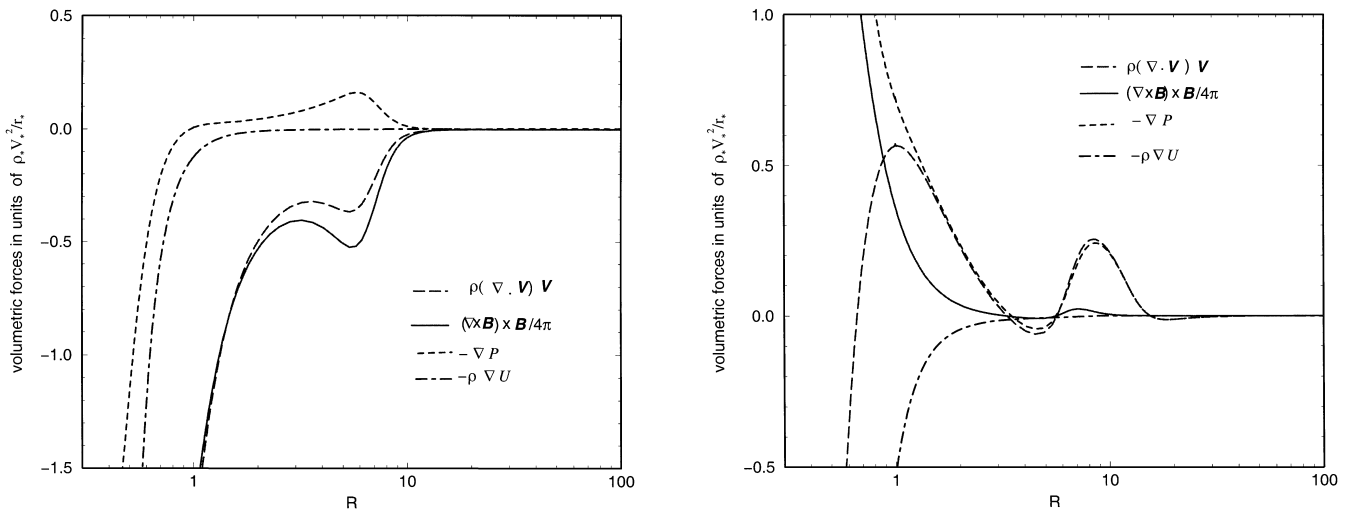 0.5
0.0
−0.5
−1.0
−1.5
volumetric forces in units of ρ*V*²/r*
ρ( ∇ . V) V
(∇xB) x B/4π
− ∇ P
−ρ ∇ U
1
10
100
R
1.0
0.5
0.0
−0.5
volumetric forces in units of ρ*V*²/r*
ρ( ∇ · V ) V
(∇xB) x B/4π
− ∇ P
−ρ ∇ U
1
10
100
R